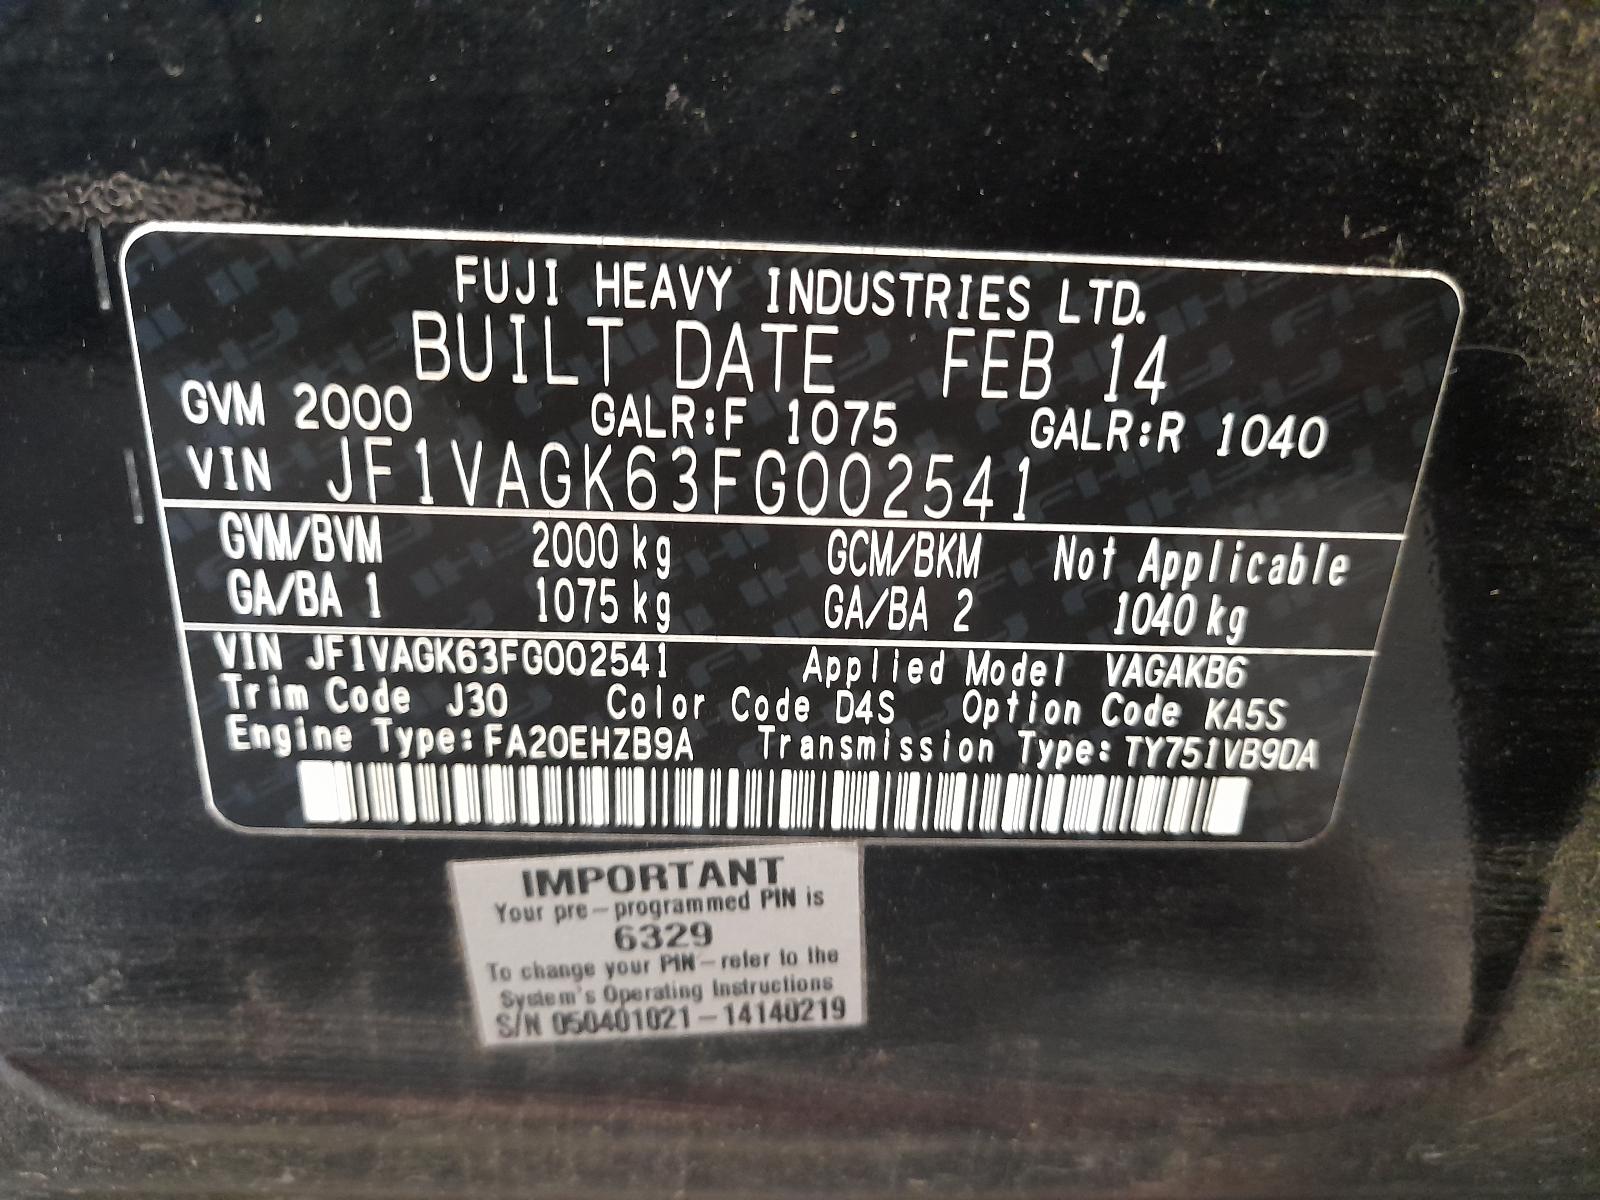 FUJI HEAVY INDUSTRIES LTD.
BUILT DATE FEB 14
GVM 2000 GALR:F 1075 GALR:R 1040
VIN JF1VAGK63FG002541
GVM/BVM 2000 kg GCM/BKM Not Applicable
GA/BA 1 1075 kg GA/BA 2 1040 kg
VIN JF1VAGK63FG002541 Applied Model VAGAKB6
Trim Code J30 Color Code D4S Option Code KA5S
Engine Type: FA20EHZB9A Transmission Type: TY751VB9DA
IMPORTANT
Your pre-programmed PIN is
6329
To change your PIN - refer to the
System's Operating Instructions
S/N 050401021-14140219